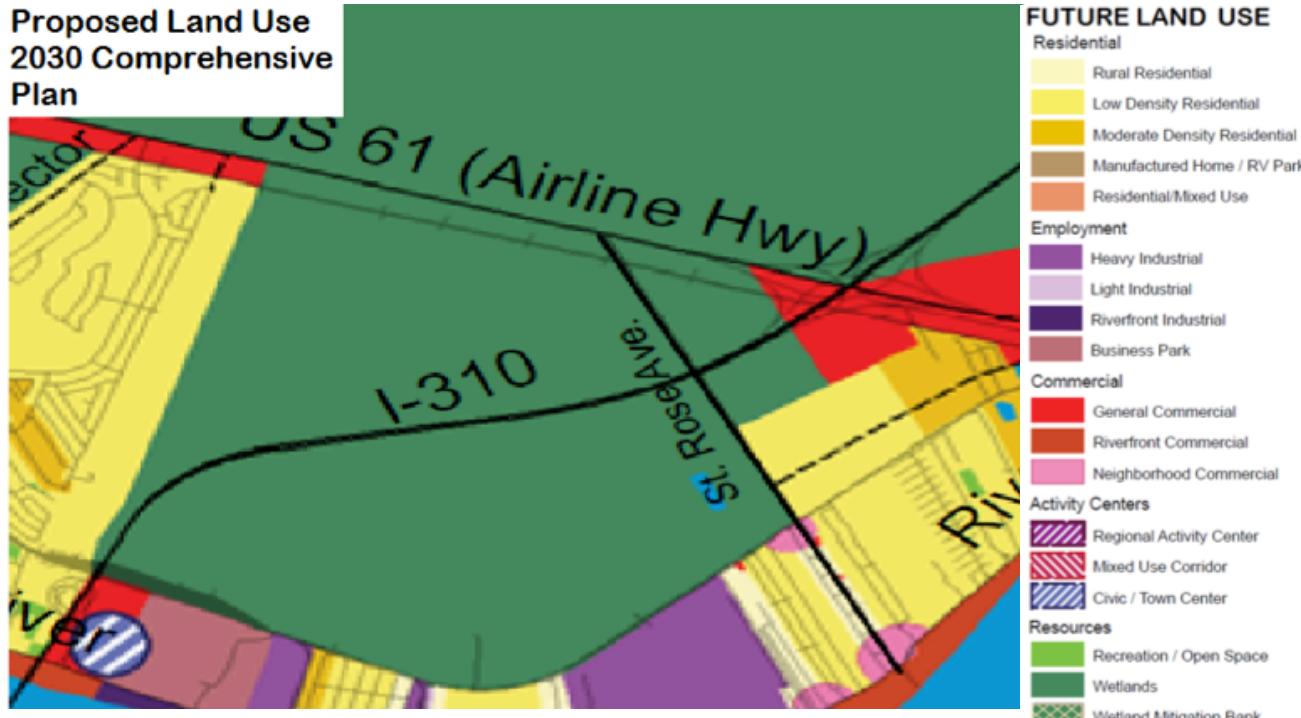 Proposed Land Use
2030 Comprehensive
Plan
US 61 (Airline Hwy)
ector
I-310
St. Rose Ave.
Riv
iver
FUTURE LAND USE
Residential
Rural Residential
Low Density Residential
Moderate Density Residential
Manufactured Home / RV Park
Residential/Mixed Use
Employment
Heavy Industrial
Light Industrial
Riverfront Industrial
Business Park
Commercial
General Commercial
Riverfront Commercial
Neighborhood Commercial
Activity Centers
Regional Activity Center
Mixed Use Corridor
Civic / Town Center
Resources
Recreation / Open Space
Wetlands
Wetland Mitigation Bank